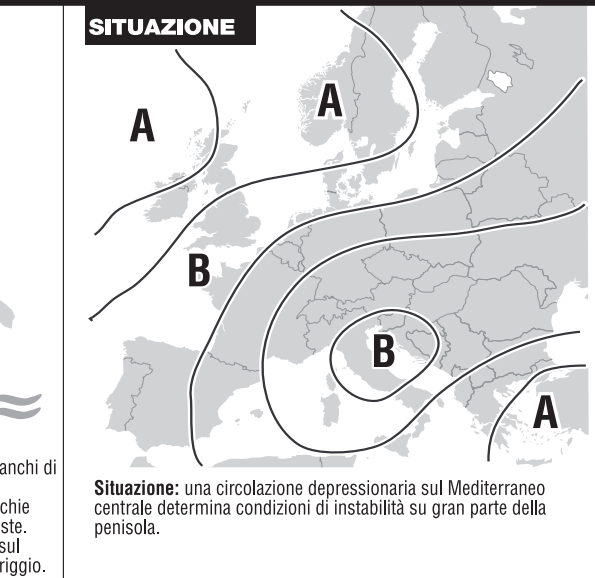 SITUAZIONE
A
A
B
B
A
Situazione: una circolazione depressionaria sul Mediterraneo
centrale determina condizioni di instabilità su gran parte della
penisola.
anchi di
chie
ste.
sul
riggio.